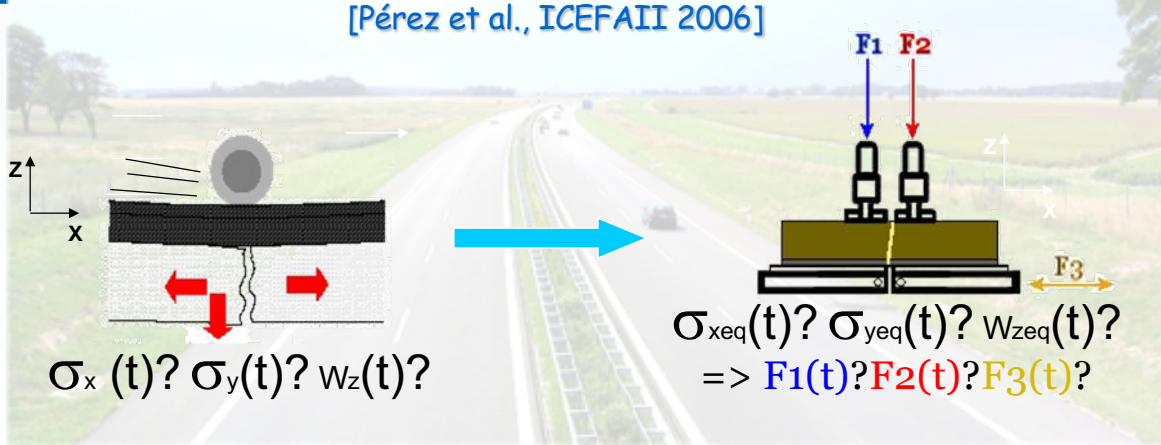 [Pérez et al., ICEFAII 2006]
F1 F2
z
x
z
x
F3
σx (t)? σy(t)? wz(t)?
σxeq(t)? σyeq(t)? wzeq(t)?
=> F1(t)?F2(t)?F3(t)?